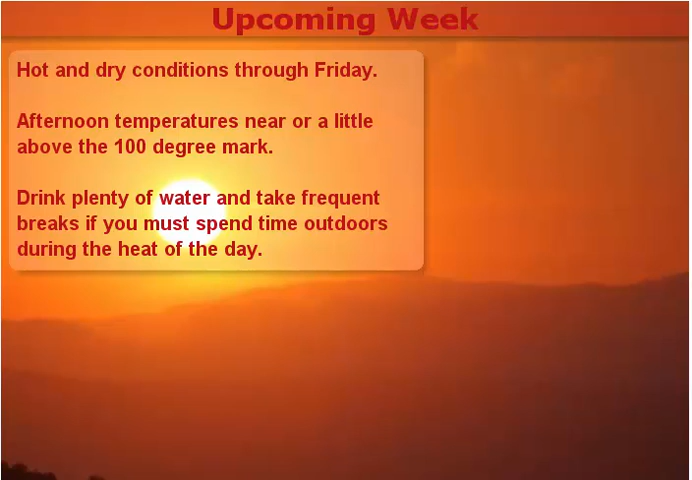 Upcoming Week
Hot and dry conditions through Friday.
Afternoon temperatures near or a little
above the 100 degree mark.
Drink plenty of water and take frequent
breaks if you must spend time outdoors
during the heat of the day.